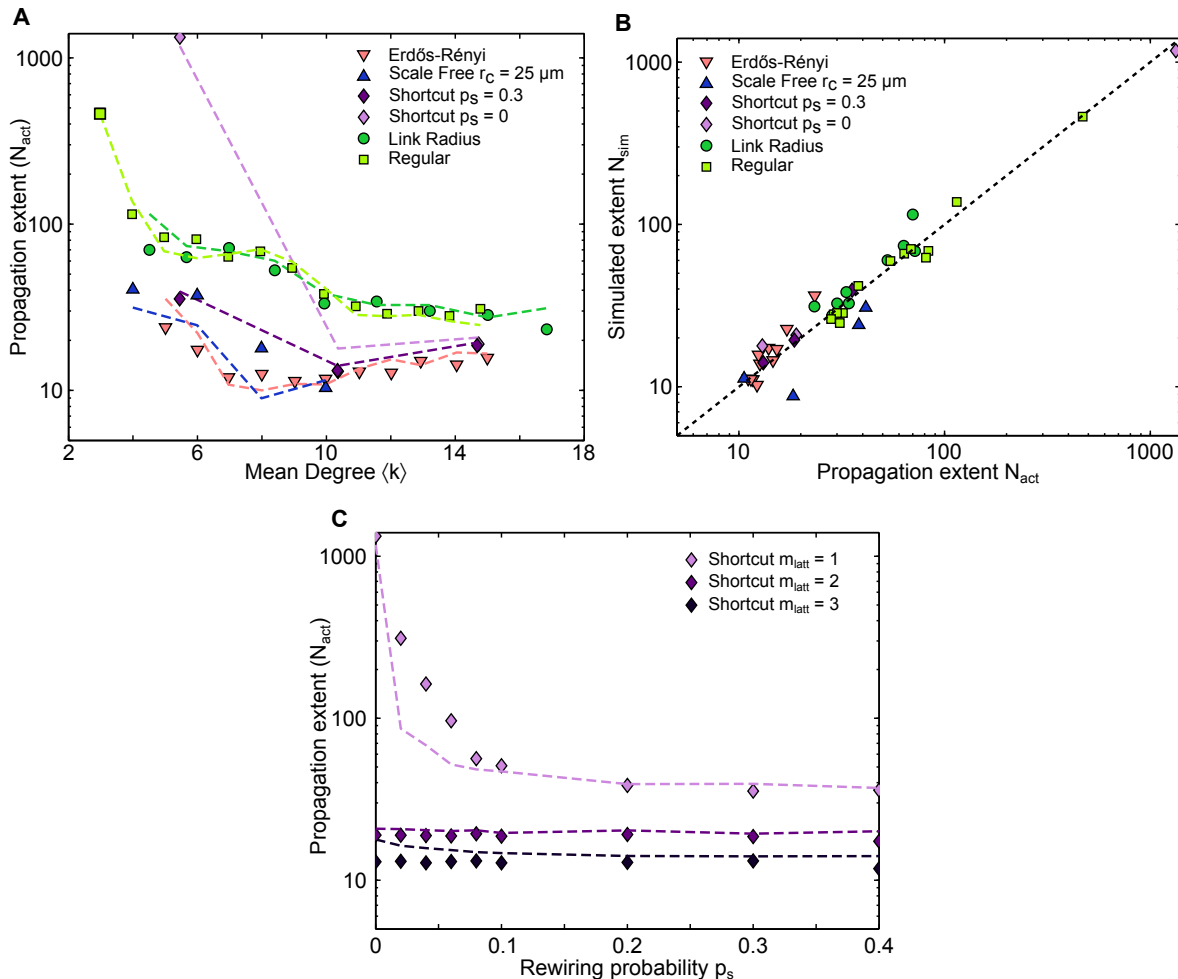 A
Propagation extent (N_act)
1000
100
10
2
6
10
14
18
Mean Degree ⟨k⟩
Erdős-Rényi
Scale Free r_C = 25 µm
Shortcut p_S = 0.3
Shortcut p_S = 0
Link Radius
Regular
B
Simulated extent N_sim
1000
100
10
10
100
1000
Propagation extent N_act
Erdős-Rényi
Scale Free r_C = 25 µm
Shortcut p_S = 0.3
Shortcut p_S = 0
Link Radius
Regular
C
Propagation extent (N_act)
1000
100
10
0
0.1
0.2
0.3
0.4
Rewiring probability p_s
Shortcut m_latt = 1
Shortcut m_latt = 2
Shortcut m_latt = 3